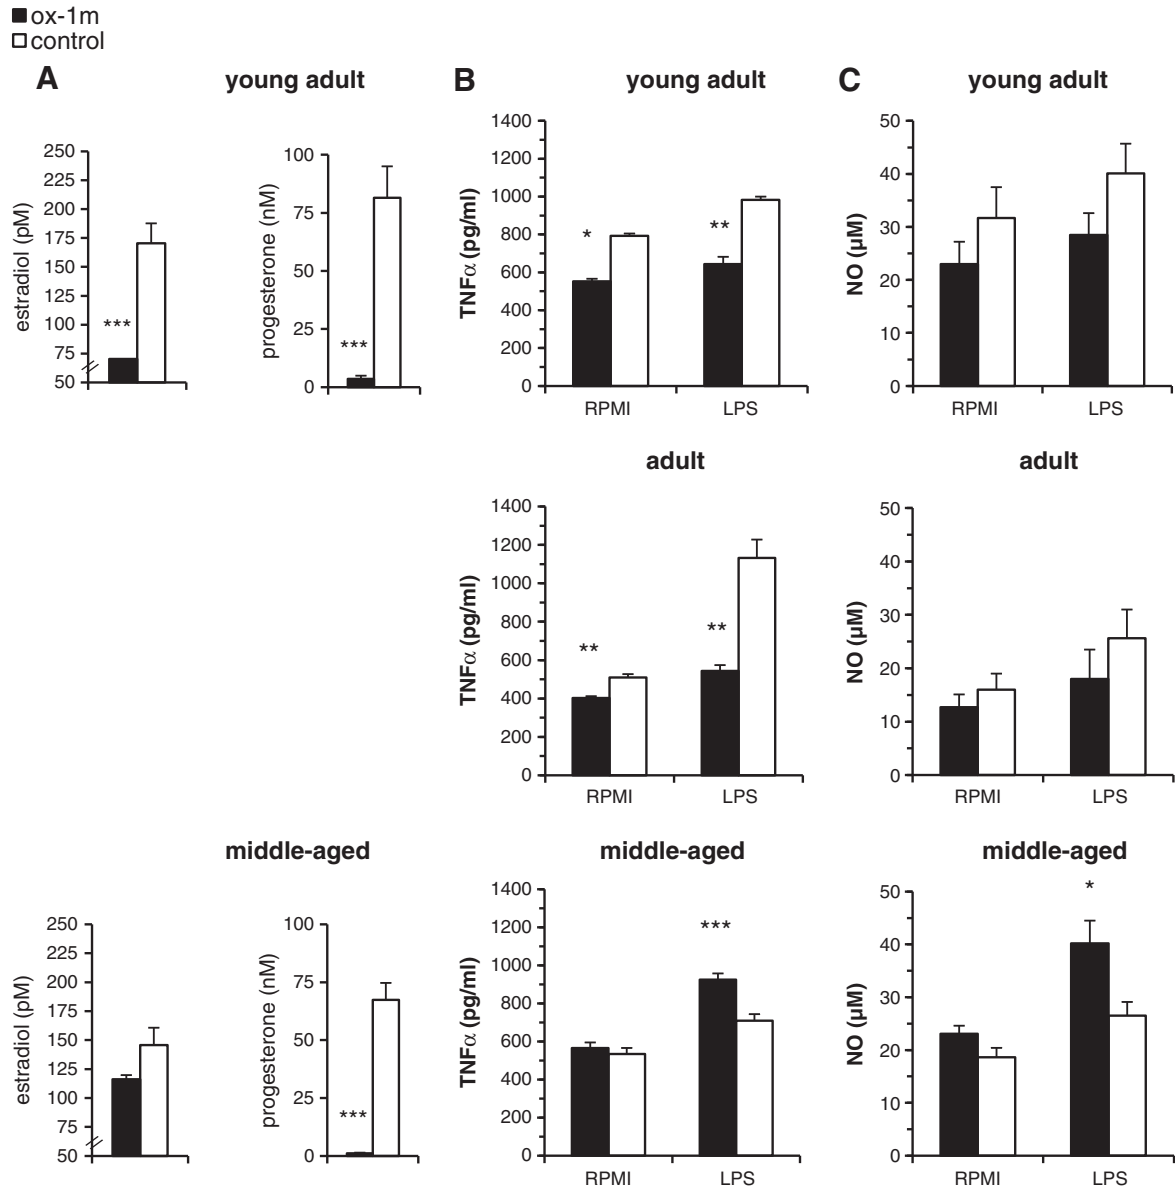 ox-1m
control
A
young adult
B
young adult
C
young adult
250
225
200
175
150
125
100
75
50
estradiol (pM)
***
100
75
50
25
0
progesterone (nM)
***
1400
1200
1000
800
600
400
200
0
TNFα (pg/ml)
*
**
RPMI
LPS
50
40
30
20
10
0
NO (µM)
RPMI
LPS
adult
adult
1400
1200
1000
800
600
400
200
0
TNFα (pg/ml)
**
**
RPMI
LPS
50
40
30
20
10
0
NO (µM)
RPMI
LPS
middle-aged
middle-aged
middle-aged
250
225
200
175
150
125
100
75
50
estradiol (pM)
100
75
50
25
0
progesterone (nM)
***
1400
1200
1000
800
600
400
200
0
TNFα (pg/ml)
***
RPMI
LPS
50
40
30
20
10
0
NO (µM)
*
RPMI
LPS